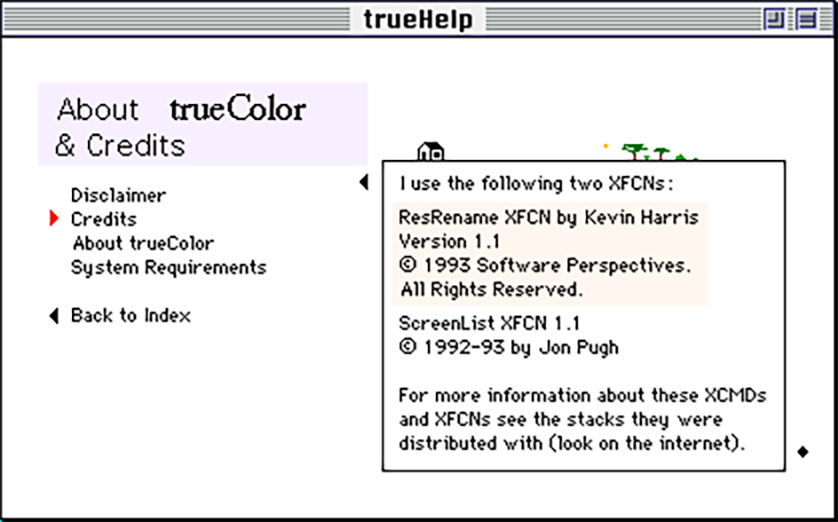 trueHelp
About trueColor
& Credits
Disclaimer
Credits
About trueColor
System Requirements
Back to Index
I use the following two XFCNs:
ResRename XFCN by Kevin Harris
Version 1.1
© 1993 Software Perspectives.
All Rights Reserved.
ScreenList XFCN 1.1
© 1992-93 by Jon Pugh
For more information about these XCMDs
and XFCNs see the stacks they were
distributed with (look on the internet).